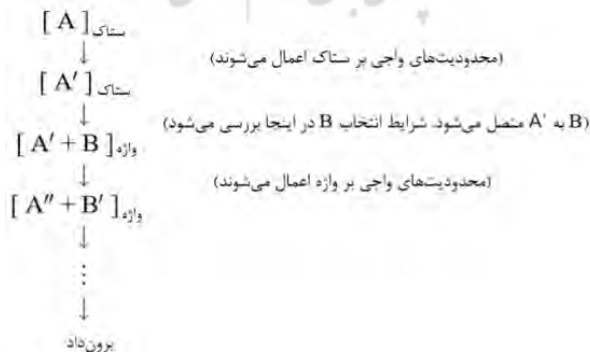 [ A ]ستاک
↓ (محدودیت‌های واجی بر ستاک اعمال می‌شوند)
[ A′ ]ستاک
↓ (B به A′ متصل می‌شود. شرایط انتخاب B در اینجا بررسی می‌شود)
[ A′ + B ]واژه
↓ (محدودیت‌های واجی بر واژه اعمال می‌شوند)
[ A″ + B′ ]واژه
↓
⋮
↓
برون‌داد